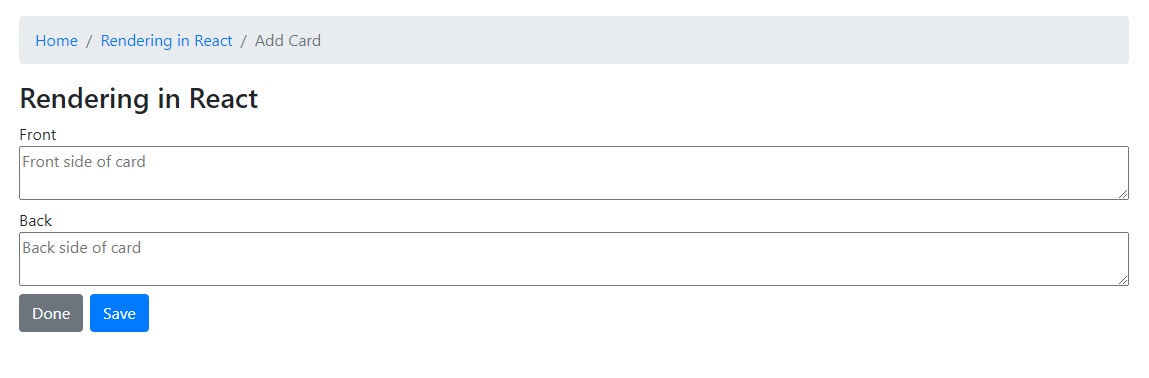 Home / Rendering in React / Add Card
Rendering in React
Front
Front side of card
Back
Back side of card
Done Save